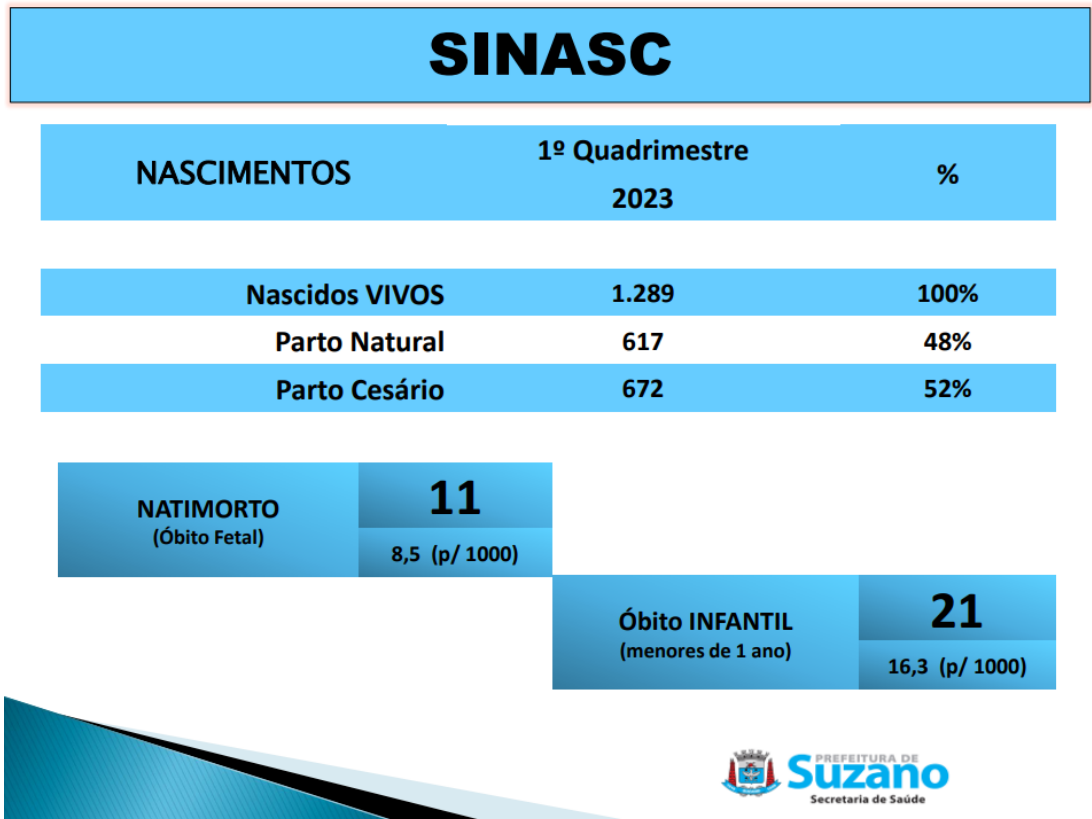 SINASC
NASCIMENTOS
1º Quadrimestre
2023
%
Nascidos VIVOS 1.289 100%
Parto Natural 617 48%
Parto Cesário 672 52%
NATIMORTO
(Óbito Fetal)
11
8,5 (p/ 1000)
Óbito INFANTIL
(menores de 1 ano)
21
16,3 (p/ 1000)
PREFEITURA DE
Suzano
Secretaria de Saúde